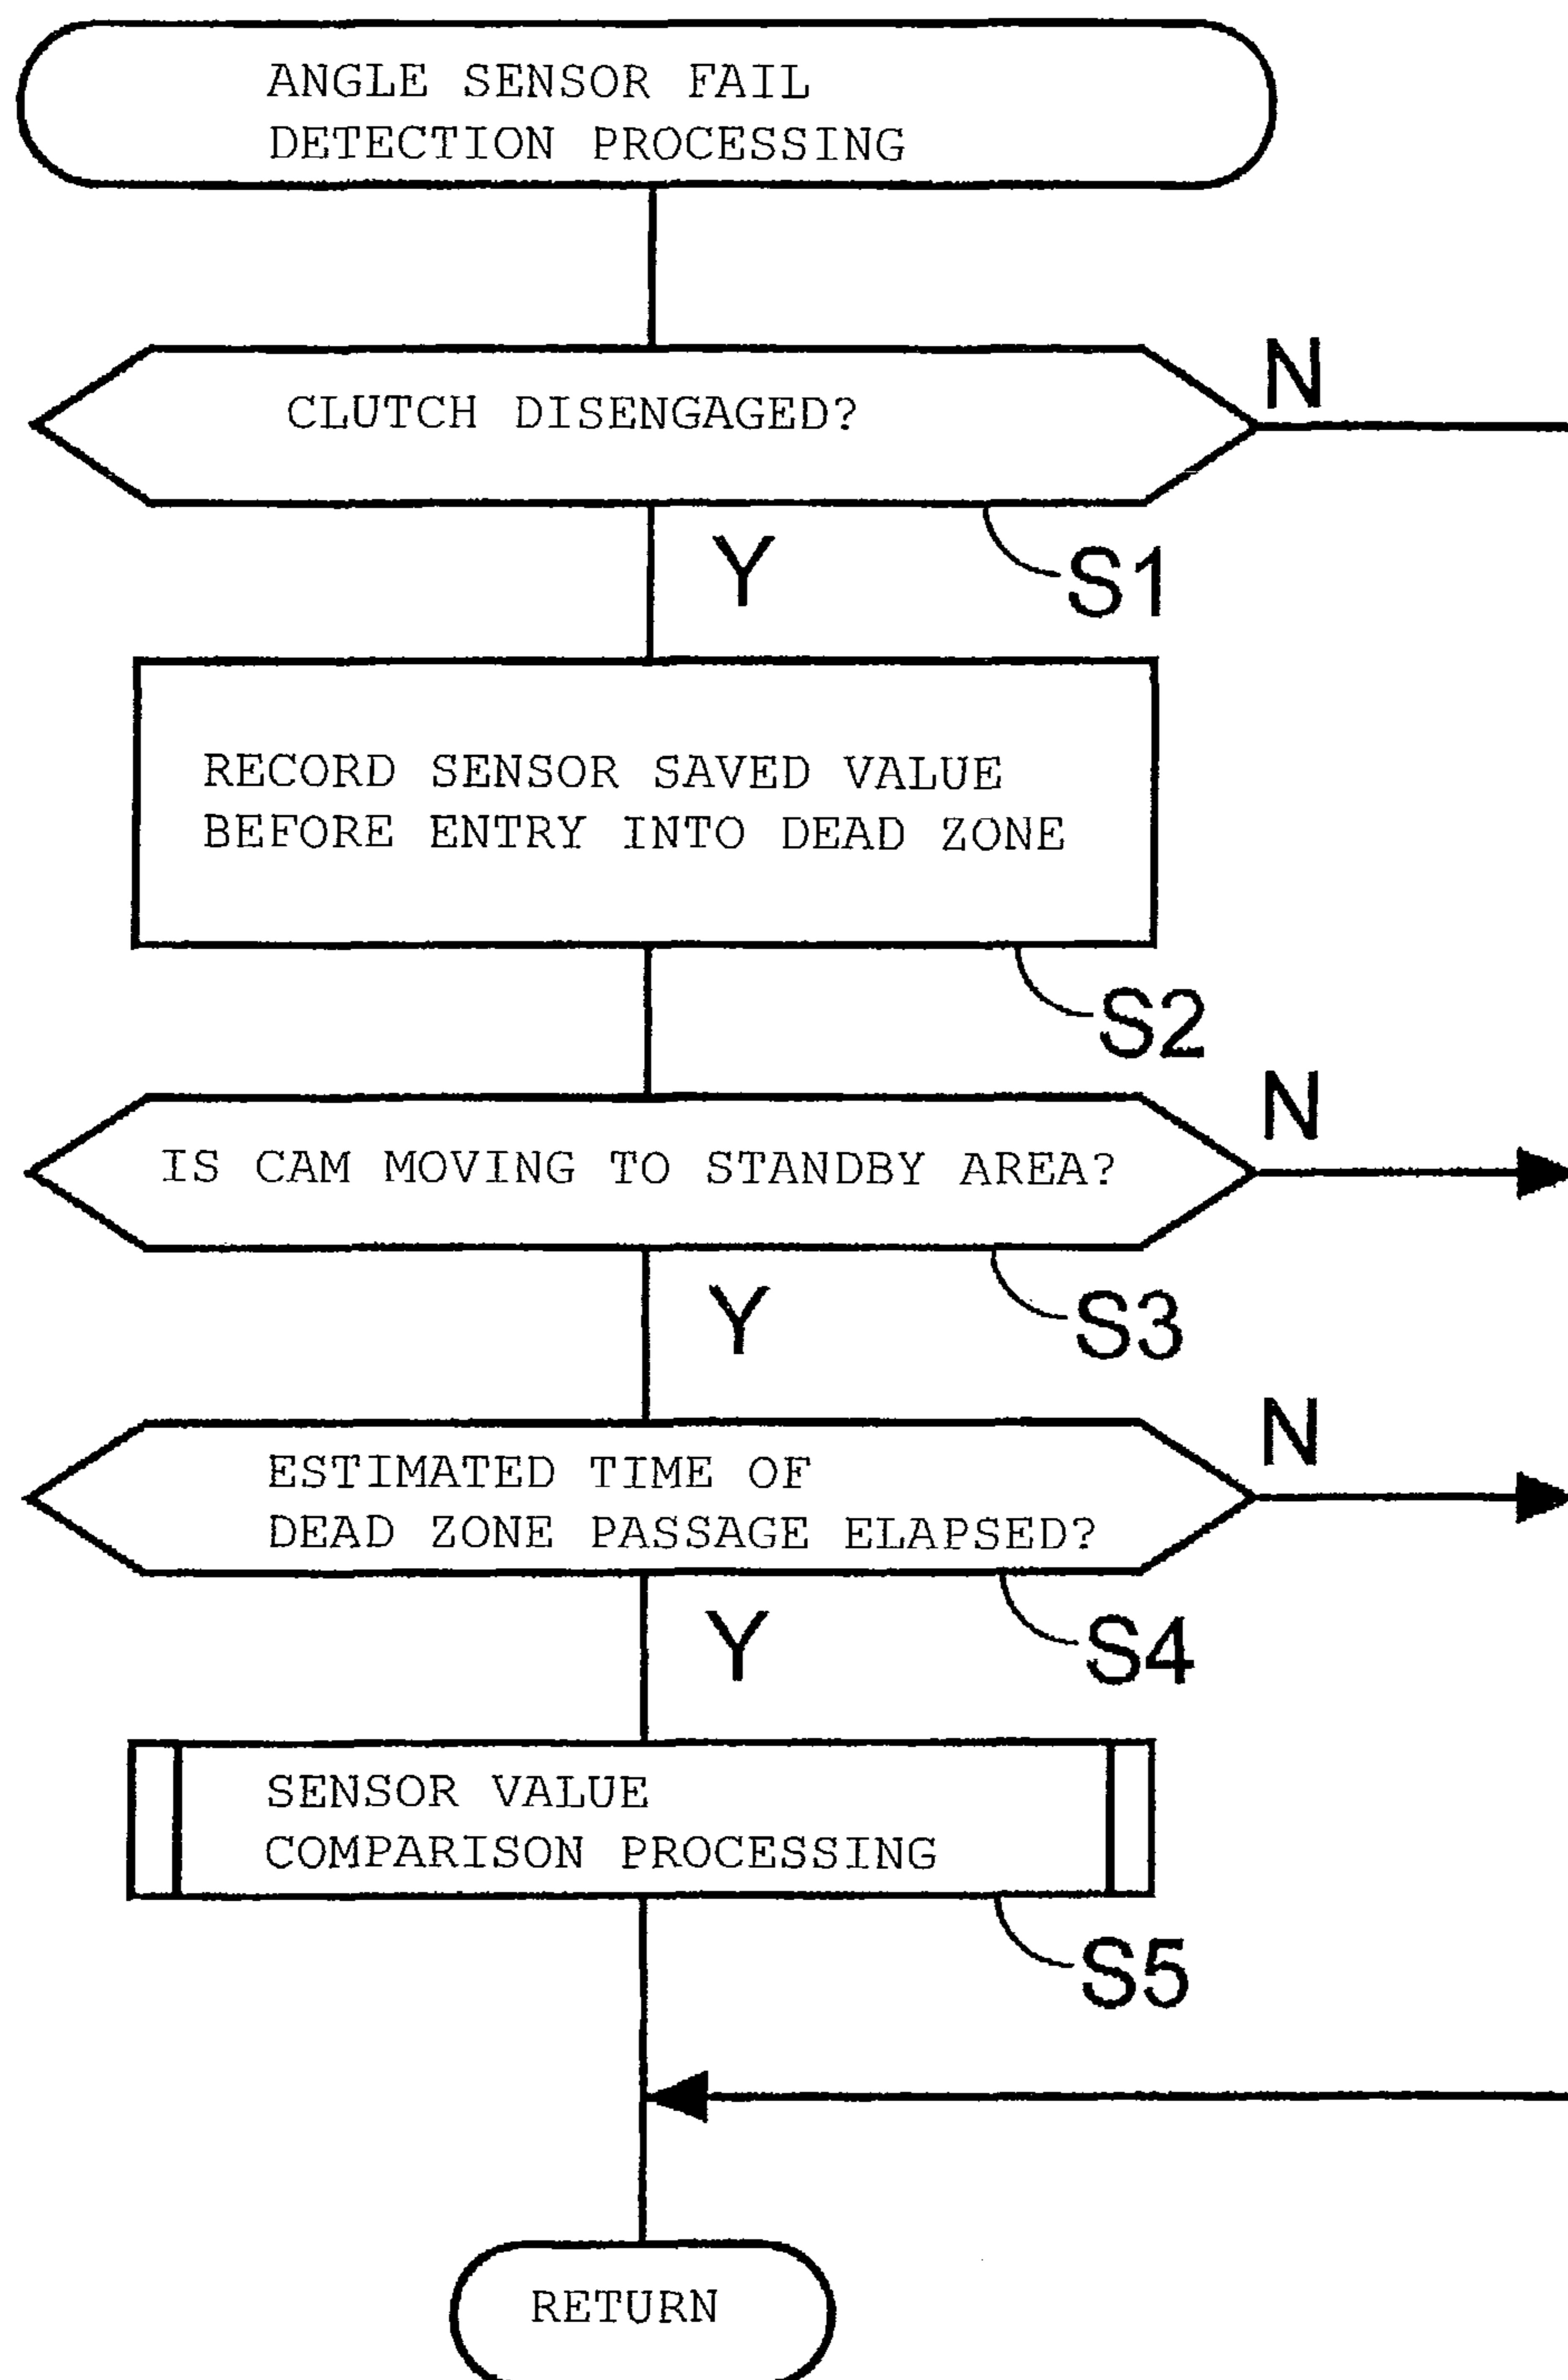 ANGLE SENSOR FAIL
DETECTION PROCESSING
CLUTCH DISENGAGED?
N
Y
S1
RECORD SENSOR SAVED VALUE
BEFORE ENTRY INTO DEAD ZONE
S2
IS CAM MOVING TO STANDBY AREA?
N
Y
S3
ESTIMATED TIME OF
DEAD ZONE PASSAGE ELAPSED?
N
Y
S4
SENSOR VALUE
COMPARISON PROCESSING
S5
RETURN